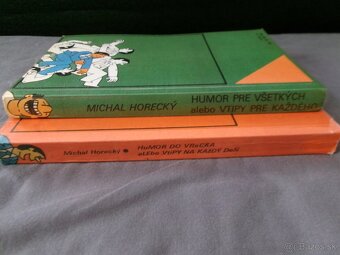 MICHAL HORECKÝ
HUMOR PRE VŠETKÝCH
alebo VTIPY PRE KAŽDÉHO
Michal Horecký •
HuMOR DO VRecKA
aLEbo VtIPY NA KAžDÝ Deň